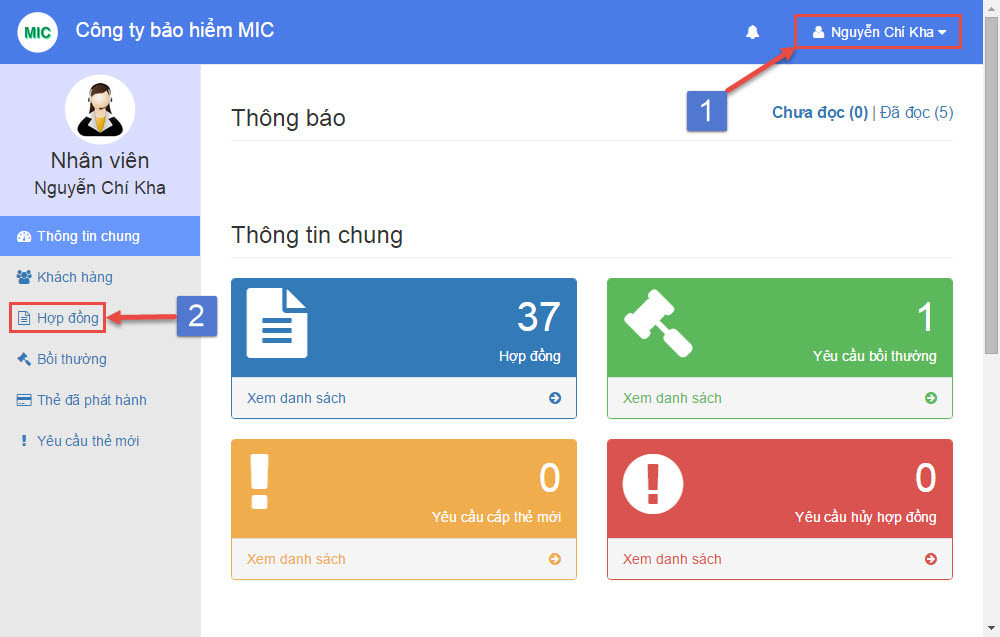 MIC
Công ty bảo hiểm MIC
Nguyễn Chí Kha
1
Nhân viên
Nguyễn Chí Kha
Thông tin chung
Khách hàng
Hợp đồng
2
Bồi thường
Thẻ đã phát hành
Yêu cầu thẻ mới
Thông báo
Chưa đọc (0) | Đã đọc (5)
Thông tin chung
37
Hợp đồng
Xem danh sách
1
Yêu cầu bồi thường
Xem danh sách
0
Yêu cầu cấp thẻ mới
Xem danh sách
0
Yêu cầu hủy hợp đồng
Xem danh sách